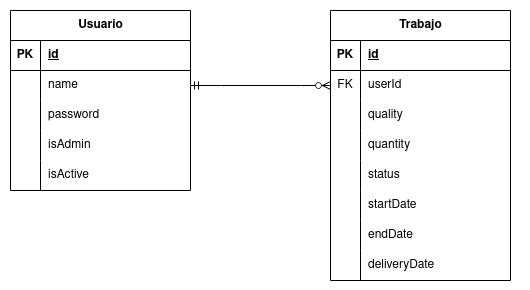 Usuario
PK id
name
password
isAdmin
isActive
Trabajo
PK id
FK userId
quality
quantity
status
startDate
endDate
deliveryDate